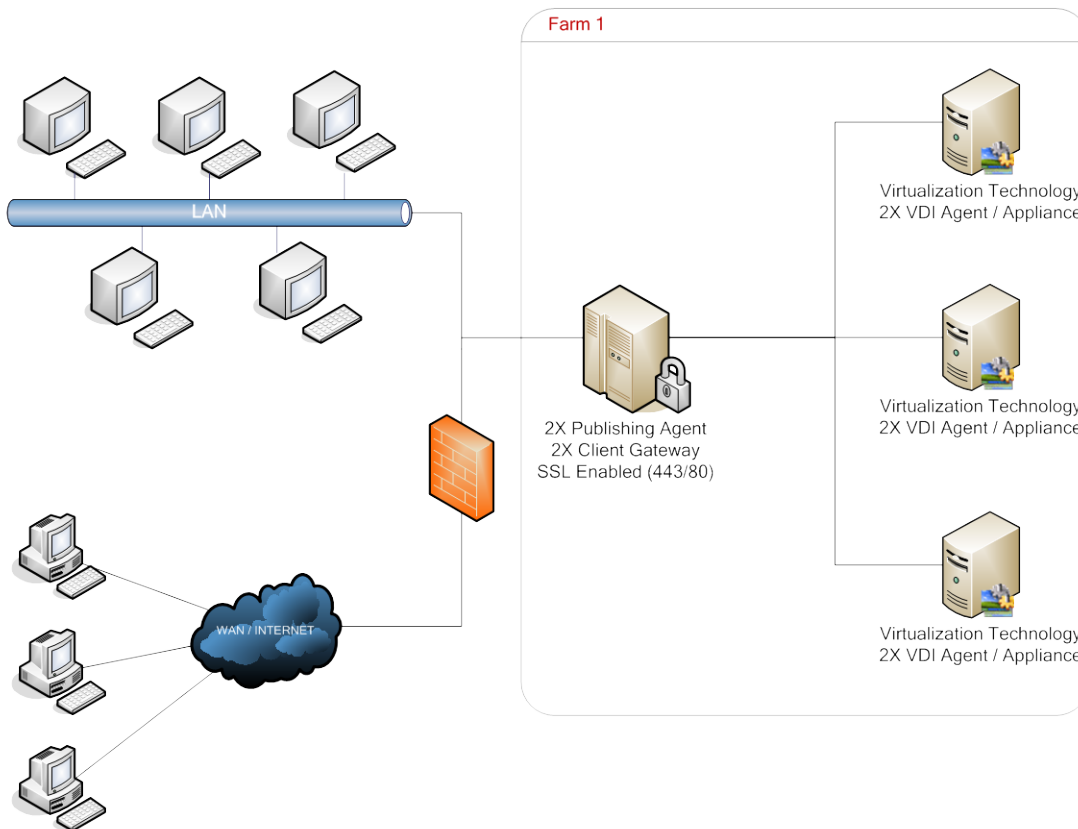 Farm 1
LAN
Virtualization Technology
2X VDI Agent / Appliance
2X Publishing Agent
2X Client Gateway
SSL Enabled (443/80)
Virtualization Technology
2X VDI Agent / Appliance
WAN / INTERNET
Virtualization Technology
2X VDI Agent / Appliance